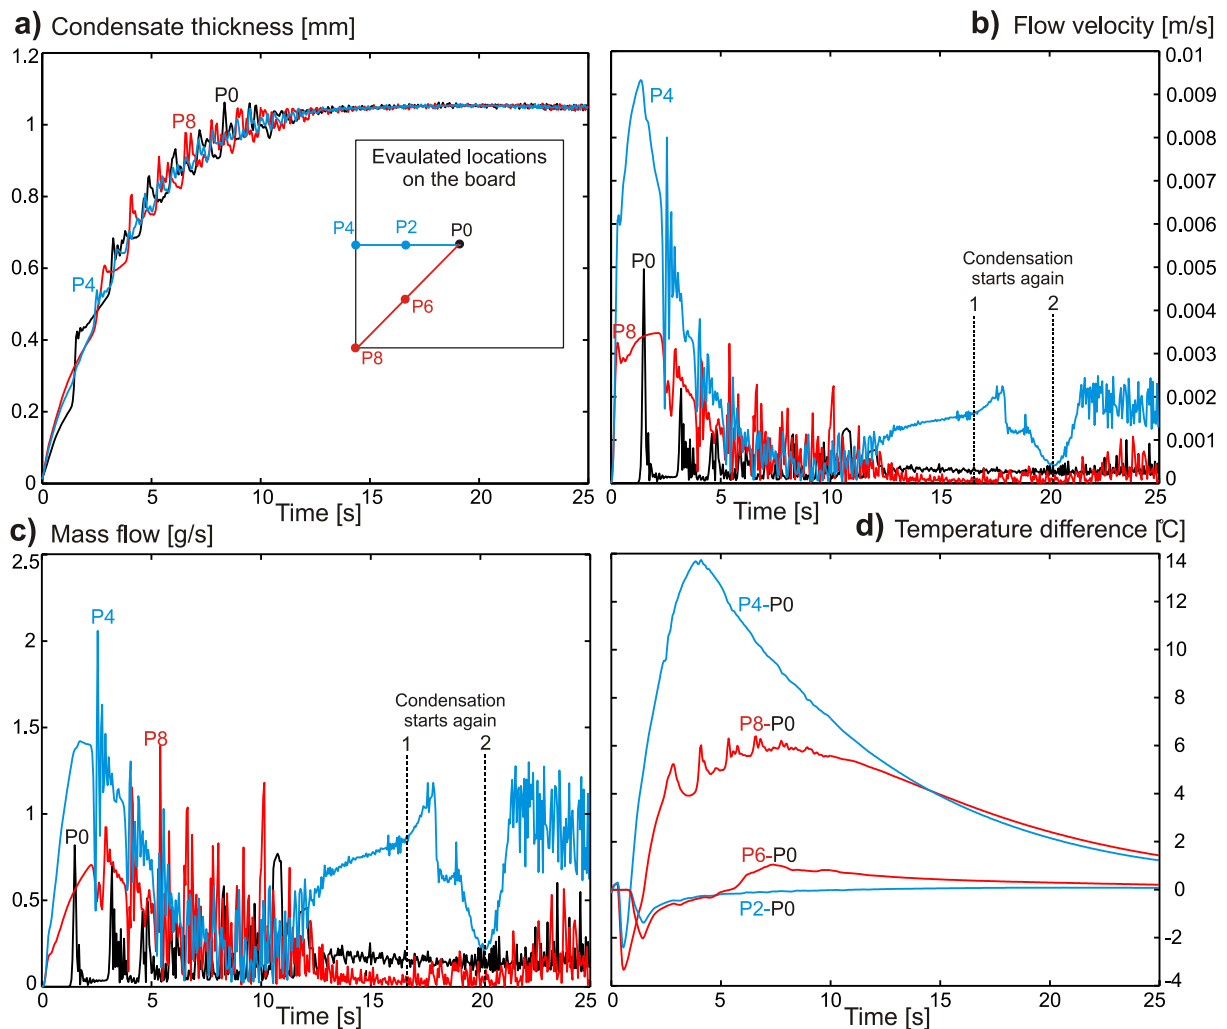 a) Condensate thickness [mm]
1.2
1
0.8
0.6
0.4
0.2
0
0
5
10
15
20
25
Time [s]
P0
P8
P4
Evaulated locations
on the board
P4
P2
P0
P6
P8
b) Flow velocity [m/s]
0.01
0.009
0.008
0.007
0.006
0.005
0.004
0.003
0.002
0.001
0
0
5
10
15
20
25
Time [s]
P4
P0
P8
Condensation
starts again
1
2
c) Mass flow [g/s]
2.5
2
1.5
1
0.5
0
0
5
10
15
20
25
Time [s]
P4
P8
P0
Condensation
starts again
1
2
d) Temperature difference [°C]
14
12
10
8
6
4
2
0
-2
-4
0
5
10
15
20
25
Time [s]
P4-P0
P8-P0
P6-P0
P2-P0